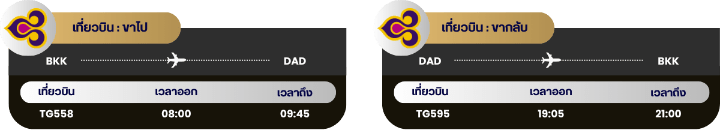 เที่ยวบิน : ขาไป
BKK DAD
เที่ยวบิน เวลาออก เวลาถึง
TG558 08:00 09:45
เที่ยวบิน : ขากลับ
DAD BKK
เที่ยวบิน เวลาออก เวลาถึง
TG595 19:05 21:00